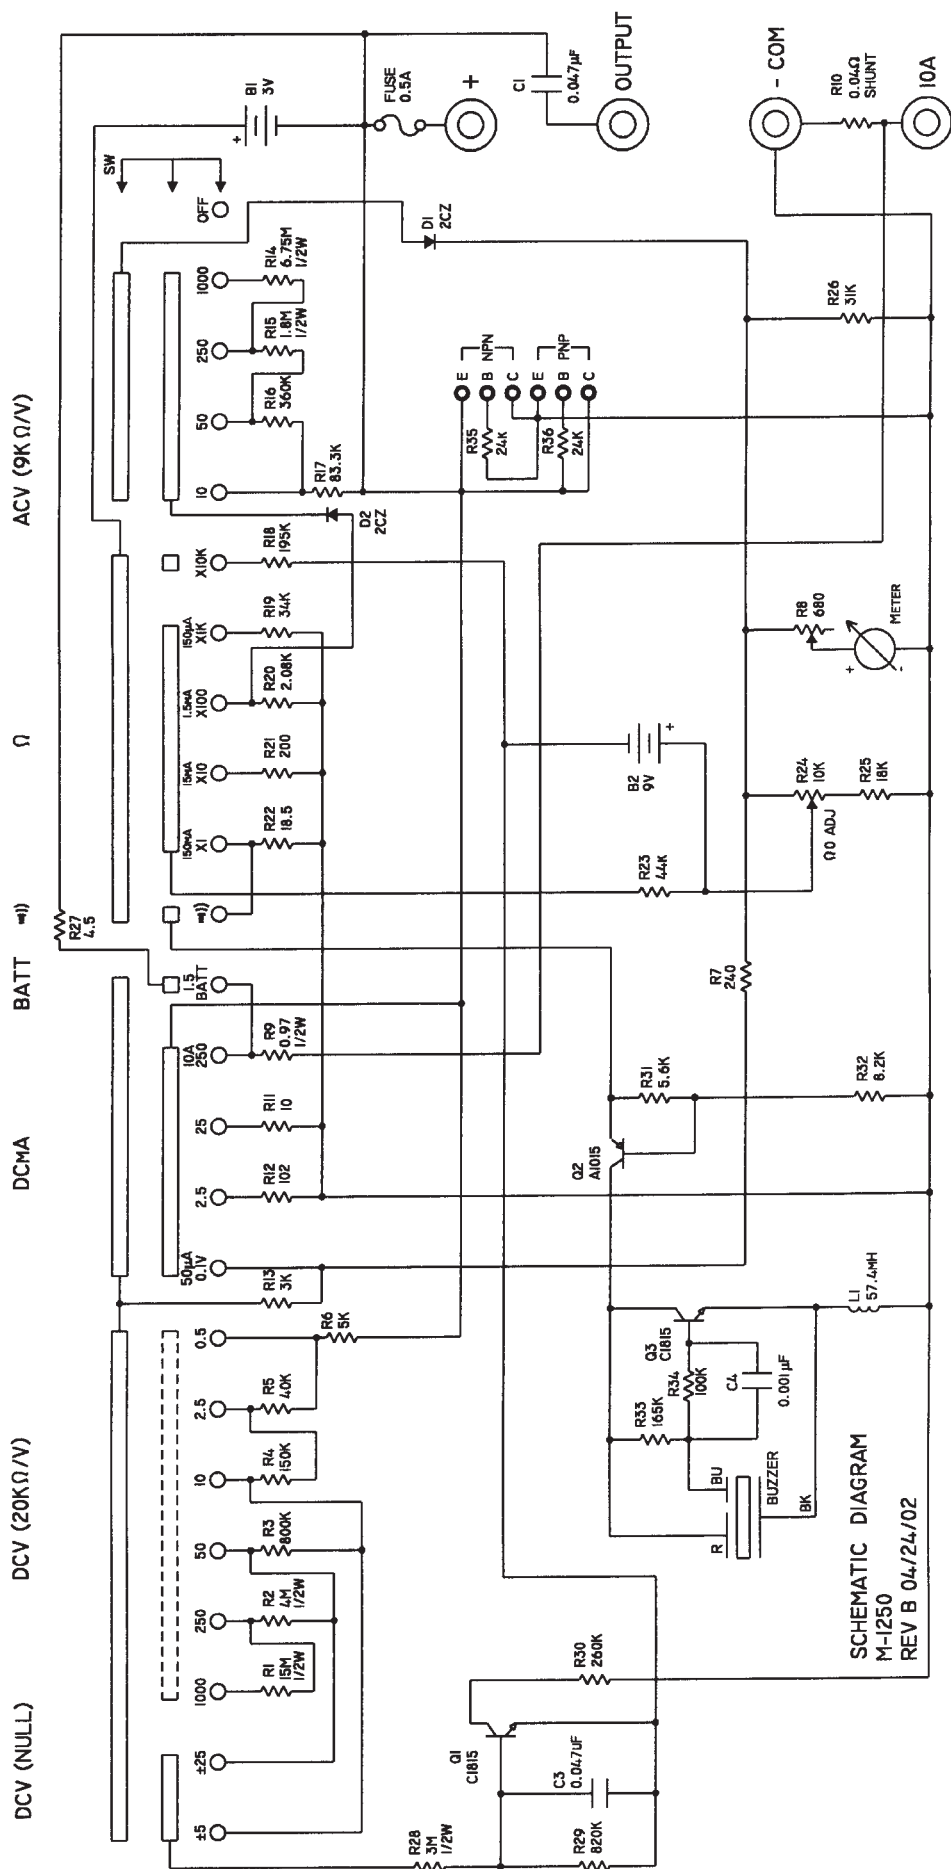 DCV (NULL)
DCV (20KΩ/V)
DCMA
BATT
Ω
ACV (9KΩ/V)
R27
4.5
SW
B1
3V
+
FUSE
0.5A
+
C1
0.047µF
OUTPUT
- COM
R10
0.04Ω
SHUNT
10A
±5
±25
1000
250
50
10
2.5
0.5
50µA
0.1V
2.5
25
10A
250
1.5
BATT
150MA
X1
15MA
X10
1.5MA
X100
150µA
X1K
X10K
10
50
250
1000
OFF
R1
15M
1/2W
R2
4M
1/2W
R3
800K
R4
150K
R5
40K
R6
5K
R13
3K
R12
102
R11
10
R9
0.97
1/2W
R22
18.5
R21
200
R20
2.08K
R19
34K
R18
195K
R17
83.3K
R16
360K
R15
1.8M
1/2W
R14
6.75M
1/2W
D2
2CZ
D1
2CZ
E
B
C
NPN
E
B
C
PNP
R35
24K
R36
24K
R28
3M
1/2W
R29
820K
C3
0.047UF
Q1
C1815
R30
260K
Q2
A1015
R31
5.6K
R32
8.2K
R7
240
R23
44K
B2
9V
+
R24
10K
Ω0 ADJ
R25
18K
R8
680
+
-
METER
R26
31K
Q3
C1815
R33
165K
R34
100K
C4
0.001µF
L1
57.4MH
R
BU
BUZZER
BK
SCHEMATIC DIAGRAM
M-1250
REV B 04/24/02